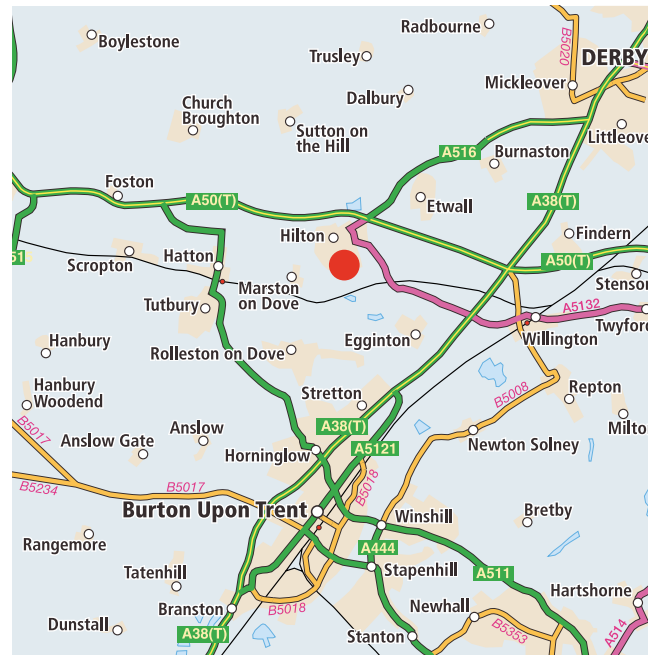 Radbourne
B5020
Boylestone
DERBY
Trusley
Mickleover
Dalbury
Church
Broughton
Sutton on
the Hill
Littleove
A516
Burnaston
Foston
A50(T)
Etwall
A38(T)
Hilton
Findern
51
Scropton
Hatton
A50(T)
Marston
on Dove
Stenson
Tutbury
A5132
Twyford
Willington
Hanbury
Egginton
Rolleston on Dove
Hanbury
Woodend
Stretton
B5008
Repton
Milto
B5017
Anslow
A38(T)
Anslow Gate
A5121
Newton Solney
Horninglow
B5234
B5017
B5018
Burton Upon Trent
Winshill
Bretby
Rangemore
A444
Tatenhill
Stapenhill
A511
Hartshorne
Branston
B5018
Newhall
Dunstall
A38(T)
Stanton
B5353
A514